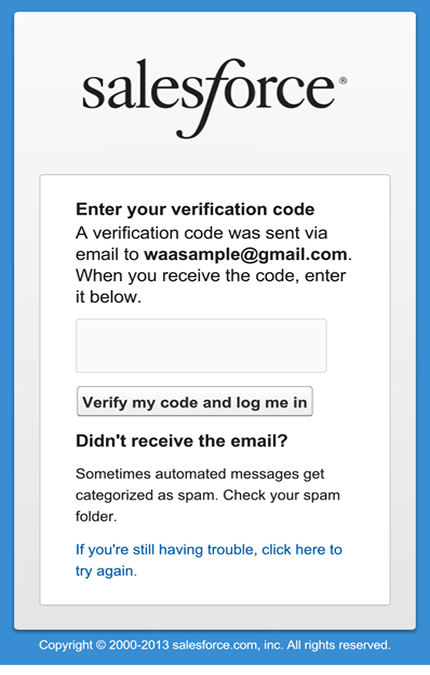 salesforce®
Enter your verification code
A verification code was sent via
email to waasample@gmail.com.
When you receive the code, enter
it below.
Verify my code and log me in
Didn't receive the email?
Sometimes automated messages get
categorized as spam. Check your spam
folder.
If you're still having trouble, click here to
try again.
Copyright © 2000-2013 salesforce.com, inc. All rights reserved.